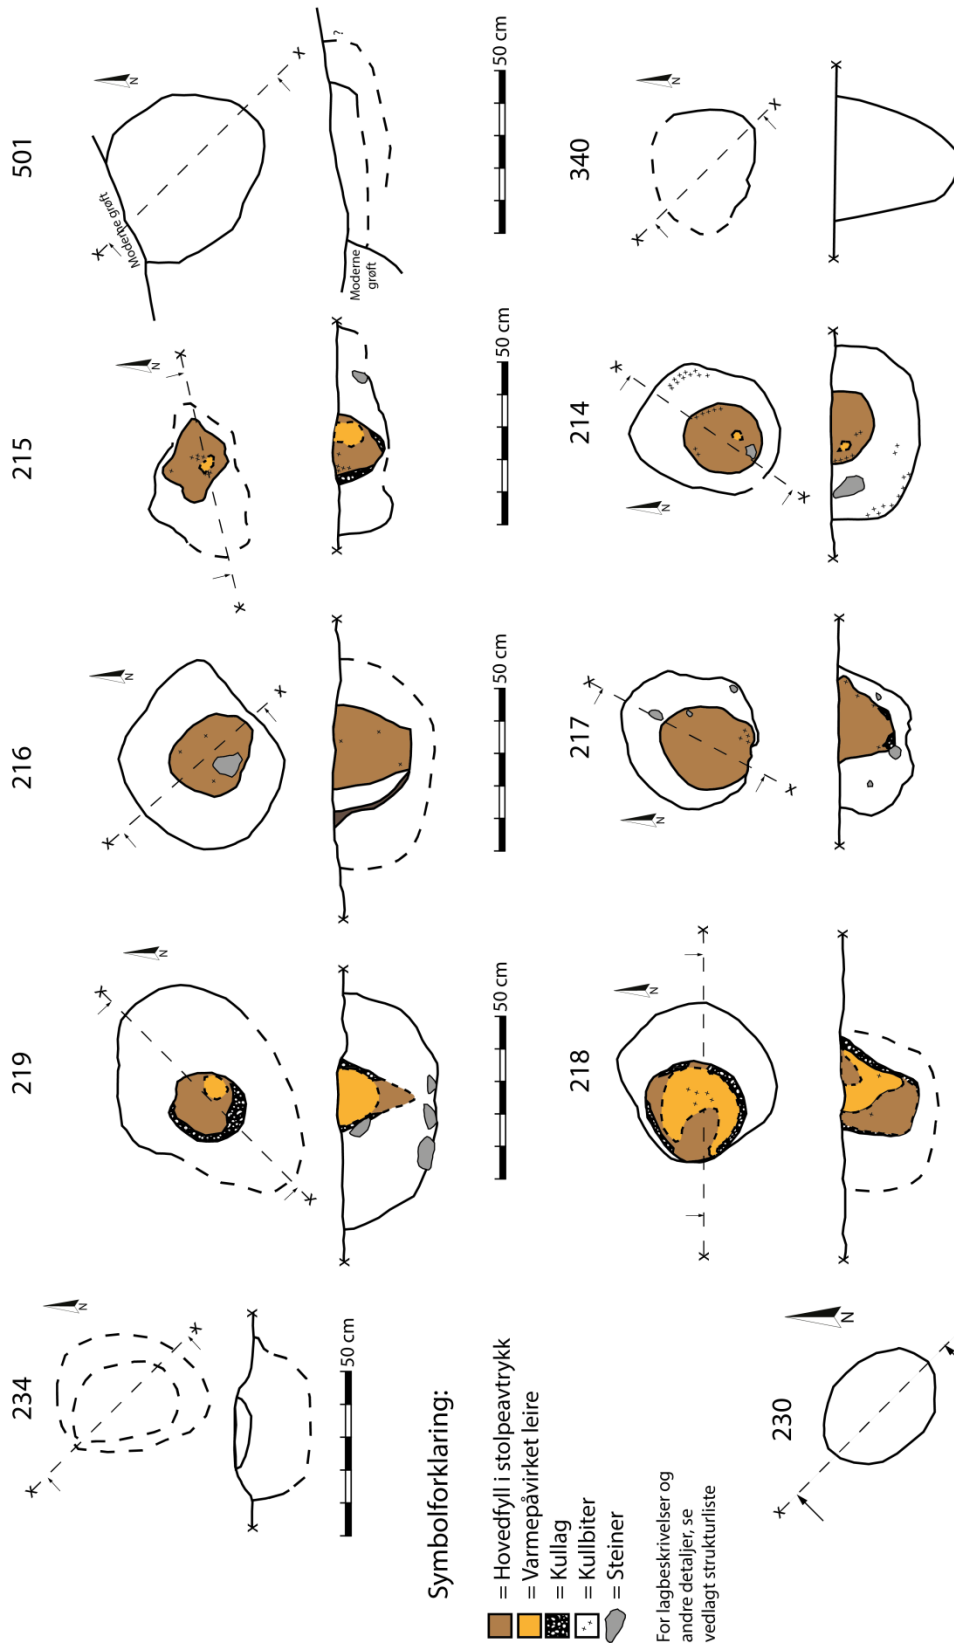 234
N
x
x
x
x
50 cm
219
N
x
x
x
x
50 cm
216
N
x
x
x
x
50 cm
215
N
x
x
x
x
50 cm
501
N
x
x
Moderne grøft
?
Moderne
grøft
50 cm
Symbolforklaring:
= Hovedfyll i stolpeavtrykk
= Varmepåvirket leire
= Kullag
= Kullbiter
= Steiner
For lagbeskrivelser og
andre detaljer, se
vedlagt strukturliste
230
N
x
x
218
N
x
x
x
x
217
N
x
x
x
x
214
N
x
x
x
x
340
N
x
x
x
x